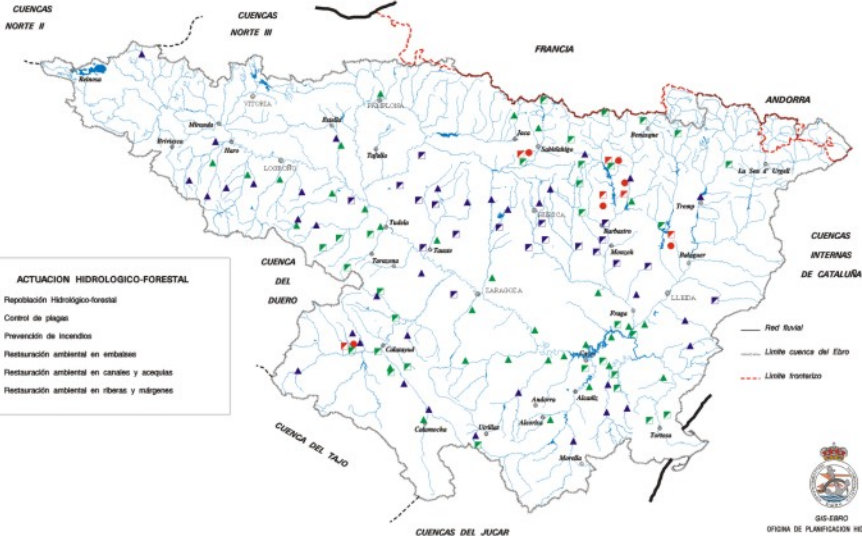 CUENCAS
NORTE II
CUENCAS
NORTE III
FRANCIA
ANDORRA
Reinosa
VITORIA
PAMPLONA
Miranda
Estella
Briviesca
Haro
Tafalla
LOGROÑO
Jaca
Sabiñánigo
Benasque
La Seu d' Urgell
Tremp
HUESCA
Barbastro
Monzón
Balaguer
CUENCAS
INTERNAS
DE CATALUÑA
Tudela
Tauste
Tarazona
CUENCA
DEL
DUERO
ZARAGOZA
LLEIDA
Fraga
ACTUACION HIDROLOGICO-FORESTAL
Repoblación Hidrológico-forestal
Control de plagas
Prevención de incendios
Restauración ambiental en embalses
Restauración ambiental en canales y acequias
Restauración ambiental en riberas y márgenes
Calatayud
Caspe
Red fluvial
Límite cuenca del Ebro
Límite fronterizo
Andorra
Alcañiz
Alcorisa
Calamocha
Utrillas
Tortosa
Morella
CUENCA DEL TAJO
CUENCAS DEL JUCAR
GIS-EBRO
OFICINA DE PLANIFICACION HID